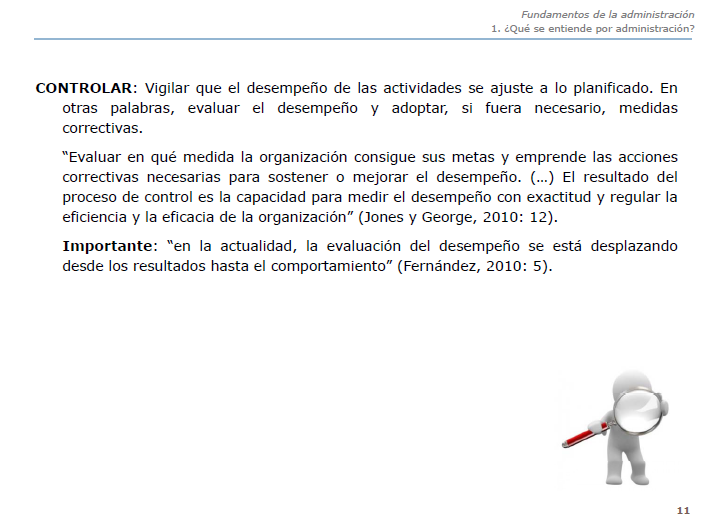 Fundamentos de la administración
1. ¿Qué se entiende por administración?
CONTROLAR: Vigilar que el desempeño de las actividades se ajuste a lo planificado. En
otras palabras, evaluar el desempeño y adoptar, si fuera necesario, medidas
correctivas.
“Evaluar en qué medida la organización consigue sus metas y emprende las acciones
correctivas necesarias para sostener o mejorar el desempeño. (…) El resultado del
proceso de control es la capacidad para medir el desempeño con exactitud y regular la
eficiencia y la eficacia de la organización” (Jones y George, 2010: 12).
Importante: “en la actualidad, la evaluación del desempeño se está desplazando
desde los resultados hasta el comportamiento” (Fernández, 2010: 5).
11